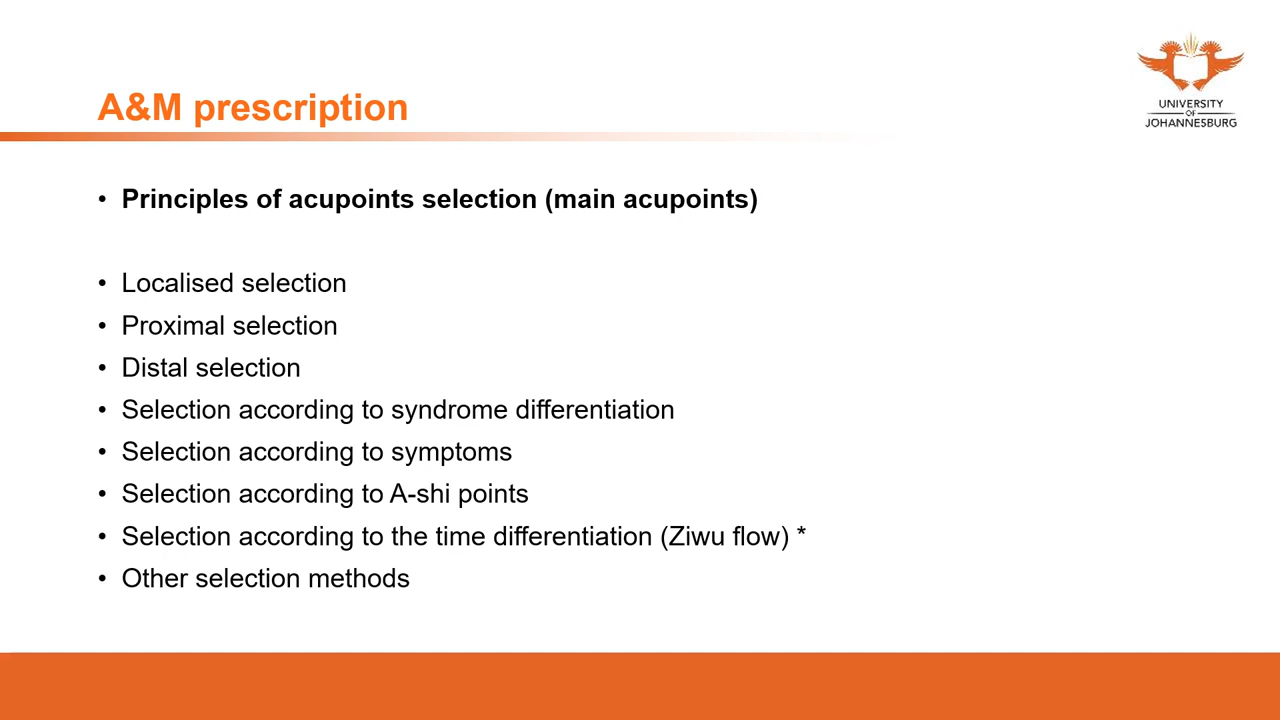 A&M prescription
UNIVERSITY
OF
JOHANNESBURG
• Principles of acupoints selection (main acupoints)
• Localised selection
• Proximal selection
• Distal selection
• Selection according to syndrome differentiation
• Selection according to symptoms
• Selection according to A-shi points
• Selection according to the time differentiation (Ziwu flow) *
• Other selection methods